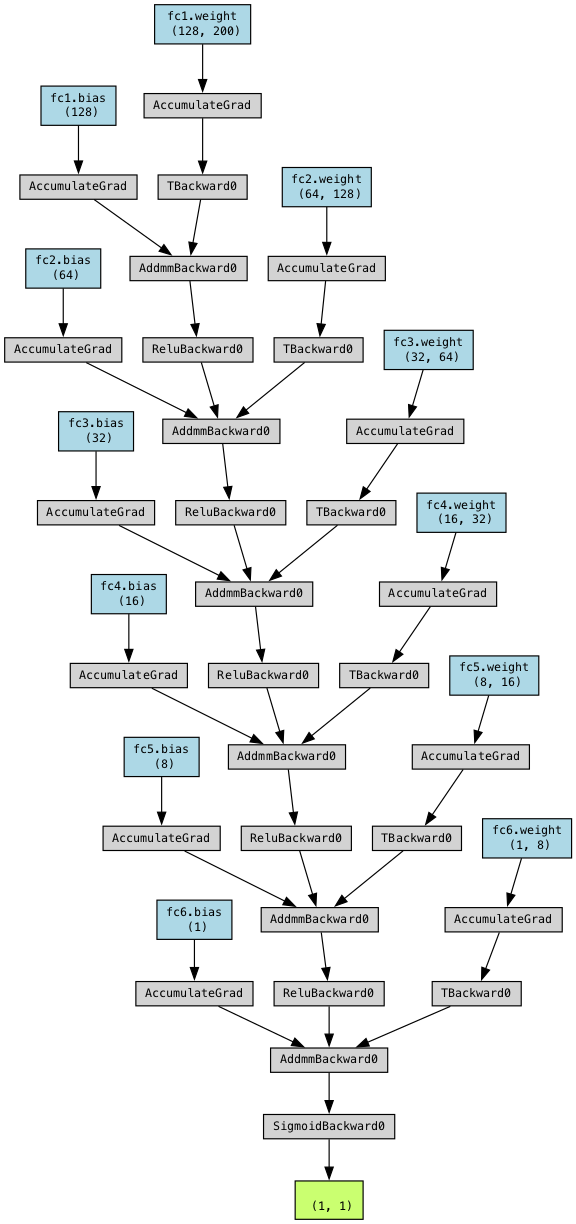 fc1.weight
(128, 200)
fc1.bias
(128)
AccumulateGrad
AccumulateGrad
TBackward0
fc2.weight
(64, 128)
fc2.bias
(64)
AddmmBackward0
AccumulateGrad
AccumulateGrad
ReluBackward0
TBackward0
fc3.weight
(32, 64)
fc3.bias
(32)
AddmmBackward0
AccumulateGrad
AccumulateGrad
ReluBackward0
TBackward0
fc4.weight
(16, 32)
fc4.bias
(16)
AddmmBackward0
AccumulateGrad
AccumulateGrad
ReluBackward0
TBackward0
fc5.weight
(8, 16)
fc5.bias
(8)
AddmmBackward0
AccumulateGrad
AccumulateGrad
ReluBackward0
TBackward0
fc6.weight
(1, 8)
fc6.bias
(1)
AddmmBackward0
AccumulateGrad
AccumulateGrad
ReluBackward0
TBackward0
AddmmBackward0
SigmoidBackward0
(1, 1)